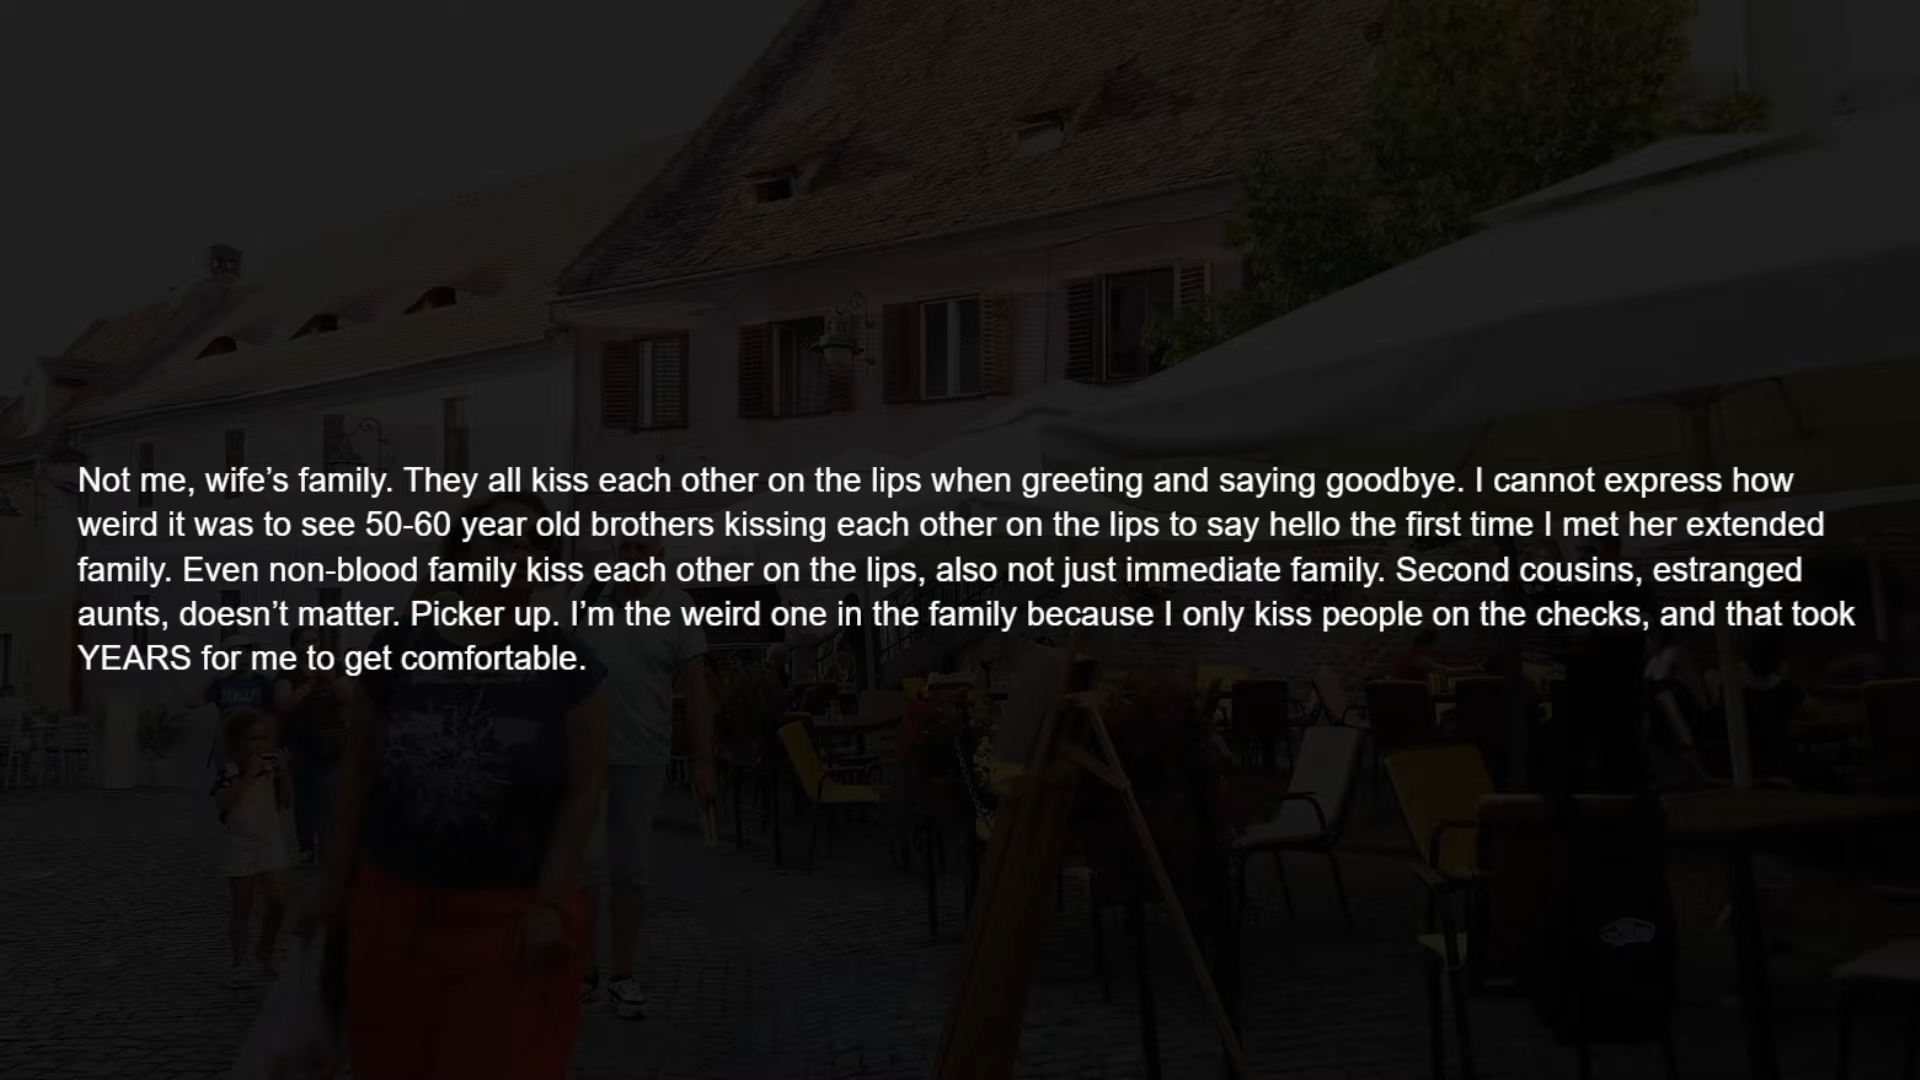 Not me, wife’s family. They all kiss each other on the lips when greeting and saying goodbye. I cannot express how
weird it was to see 50-60 year old brothers kissing each other on the lips to say hello the first time I met her extended
family. Even non-blood family kiss each other on the lips, also not just immediate family. Second cousins, estranged
aunts, doesn’t matter. Picker up. I’m the weird one in the family because I only kiss people on the checks, and that took
YEARS for me to get comfortable.